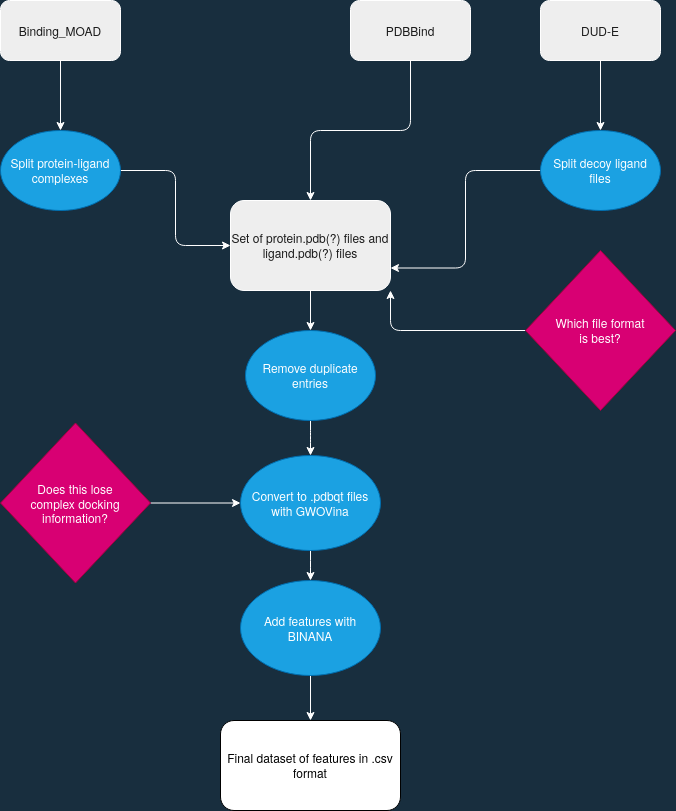 Binding_MOAD
PDBBind
DUD-E
Split protein-ligand
complexes
Split decoy ligand
files
Set of protein.pdb(?) files and
ligand.pdb(?) files
Which file format
is best?
Remove duplicate
entries
Does this lose
complex docking
information?
Convert to .pdbqt files
with GWOVina
Add features with
BINANA
Final dataset of features in .csv
format